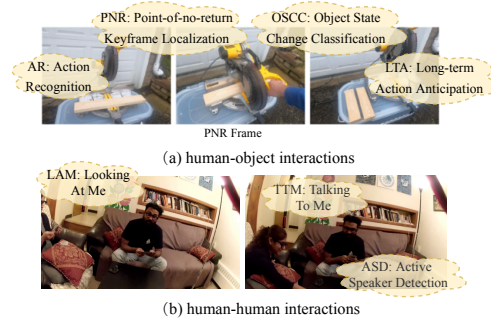 PNR: Point-of-no-return
Keyframe Localization
OSCC: Object State
Change Classification
AR: Action
Recognition
LTA: Long-term
Action Anticipation
PNR Frame
(a) human-object interactions
LAM: Looking
At Me
TTM: Talking
To Me
ASD: Active
Speaker Detection
(b) human-human interactions